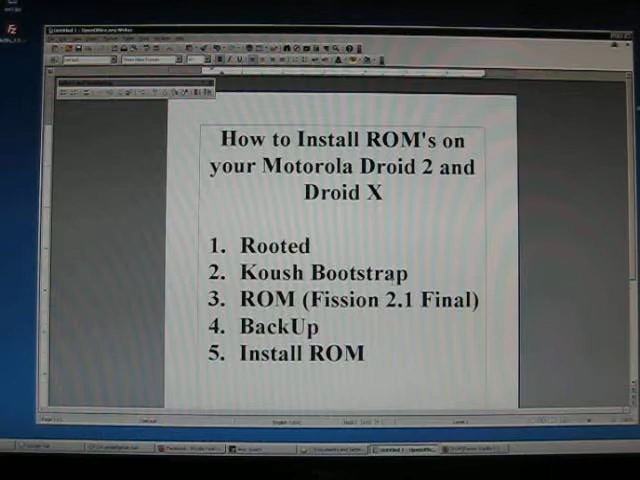 How to Install ROM's on
your Motorola Droid 2 and
Droid X
1. Rooted
2. Koush Bootstrap
3. ROM (Fission 2.1 Final)
4. BackUp
5. Install ROM